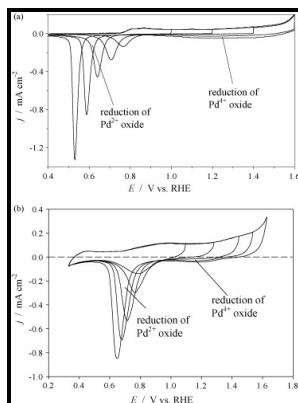 (a)
0.0
-0.4
-0.8
-1.2
j / mA cm-2
reduction of
Pd2+ oxide
reduction of
Pd4+ oxide
0.4 0.6 0.8 1.0 1.2 1.4 1.6
E / V vs. RHE
(b)
0.4
0.2
0.0
-0.2
-0.4
-0.6
-0.8
-1.0
j / mA cm-2
reduction of
Pd2+ oxide
reduction of
Pd4+ oxide
0.2 0.4 0.6 0.8 1.0 1.2 1.4 1.6 1.8
E / V vs. RHE